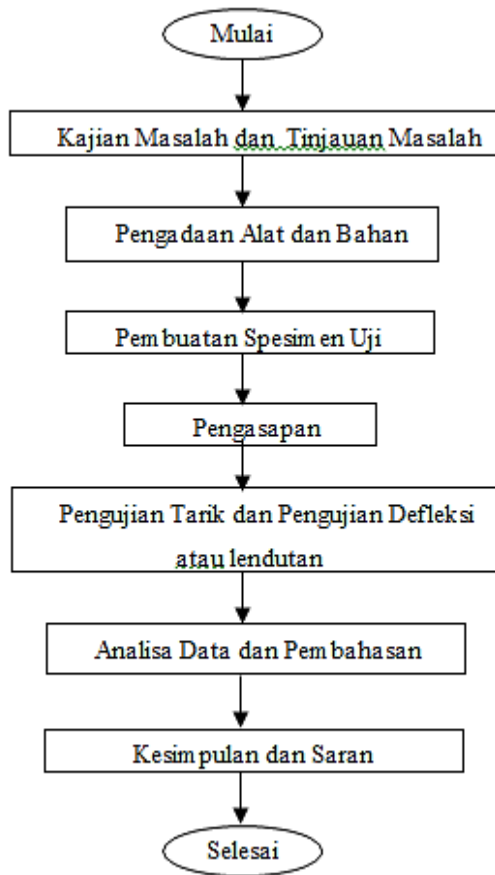 Mulai
Kajian Masalah dan Tinjauan Masalah
Pengadaan Alat dan Bahan
Pembuatan Spesimen Uji
Pengasapan
Pengujian Tarik dan Pengujian Defleksi
atau lendutan
Analisa Data dan Pembahasan
Kesimpulan dan Saran
Selesai